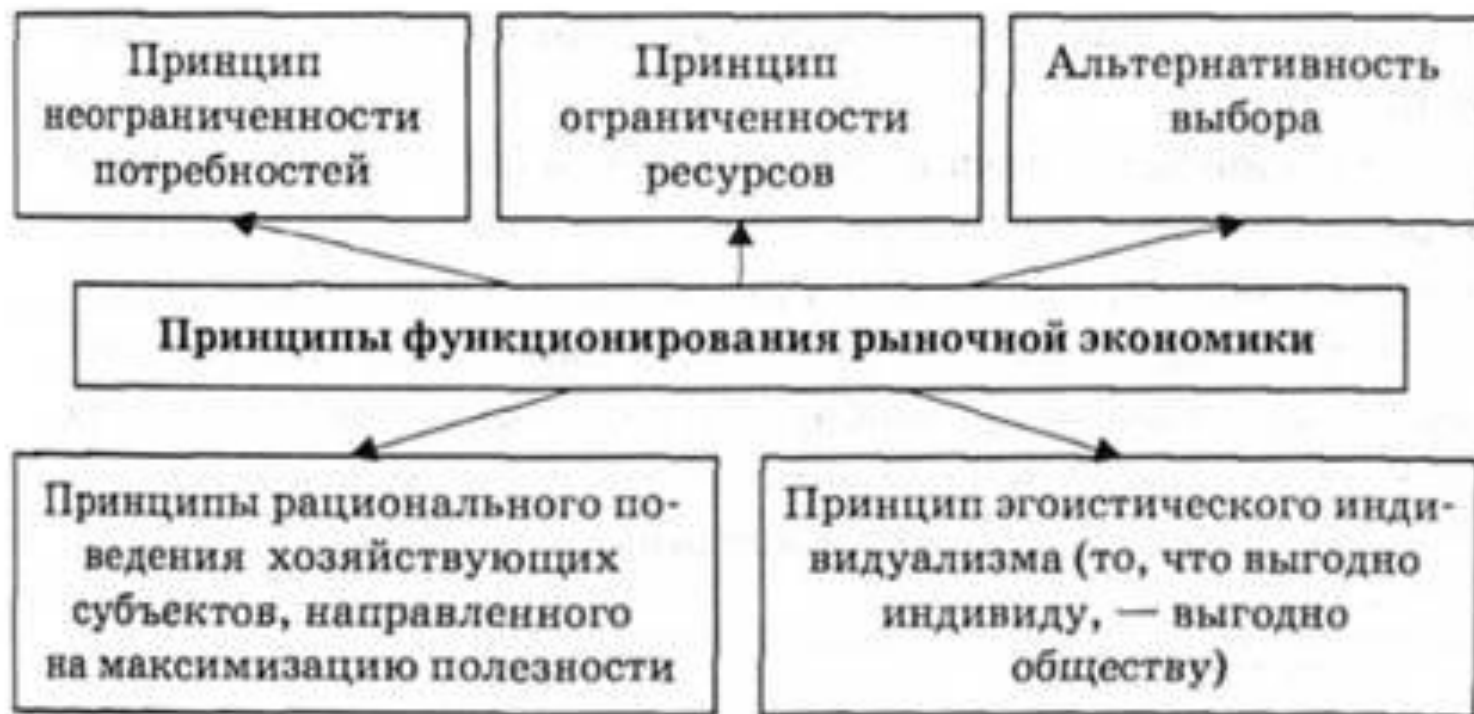 Принцип
неограниченности
потребностей
Принцип
ограниченности
ресурсов
Альтернативность
выбора
Принципы функционирования рыночной экономики
Принципы рационального по-
ведения хозяйствующих
субъектов, направленного
на максимизацию полезности
Принцип эгоистического инди-
видуализма (то, что выгодно
индивиду, — выгодно
обществу)